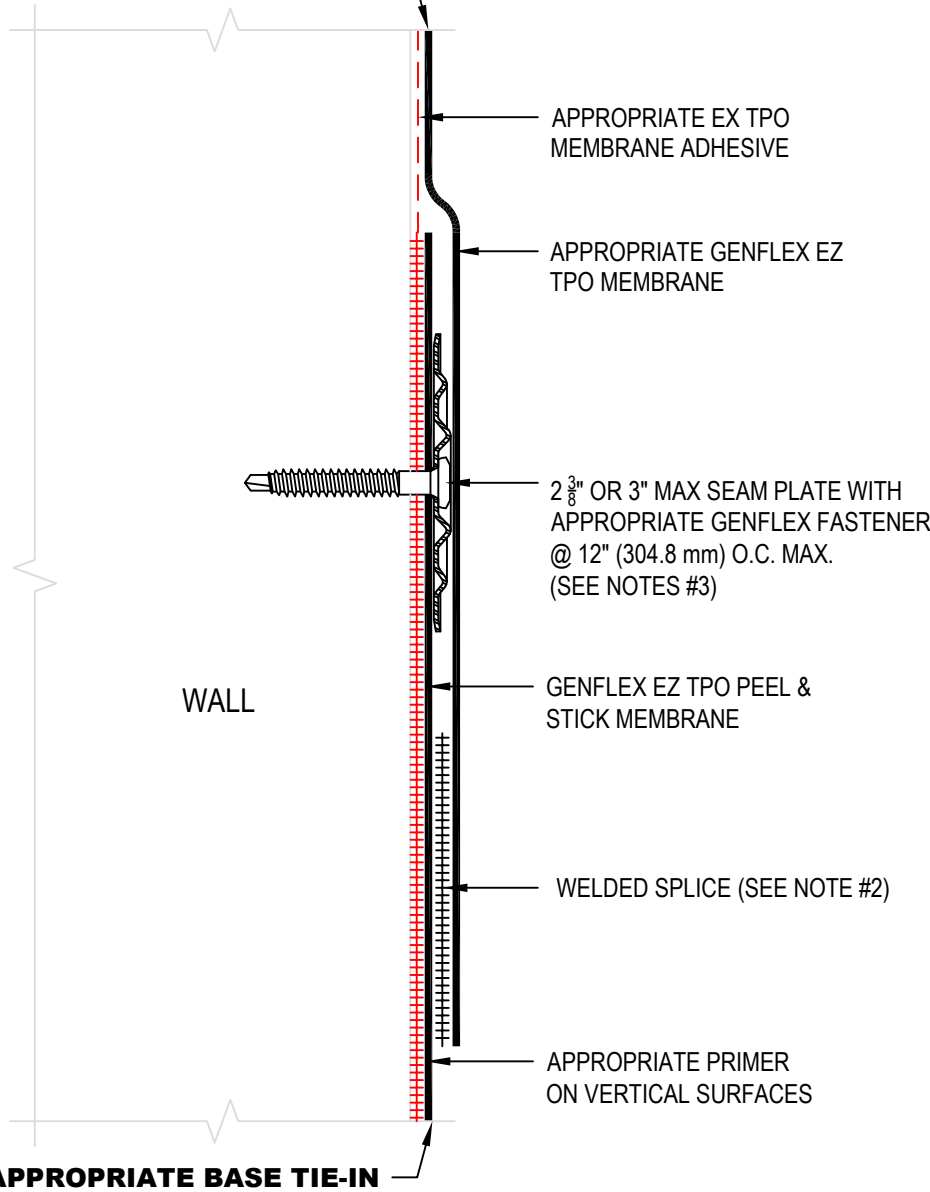 APPROPRIATE EX TPO
MEMBRANE ADHESIVE
APPROPRIATE GENFLEX EZ
TPO MEMBRANE
2 3/8" OR 3" MAX SEAM PLATE WITH
APPROPRIATE GENFLEX FASTENER
@ 12" (304.8 mm) O.C. MAX.
(SEE NOTES #3)
WALL
GENFLEX EZ TPO PEEL &
STICK MEMBRANE
WELDED SPLICE (SEE NOTE #2)
APPROPRIATE PRIMER
ON VERTICAL SURFACES
APPROPRIATE BASE TIE-IN